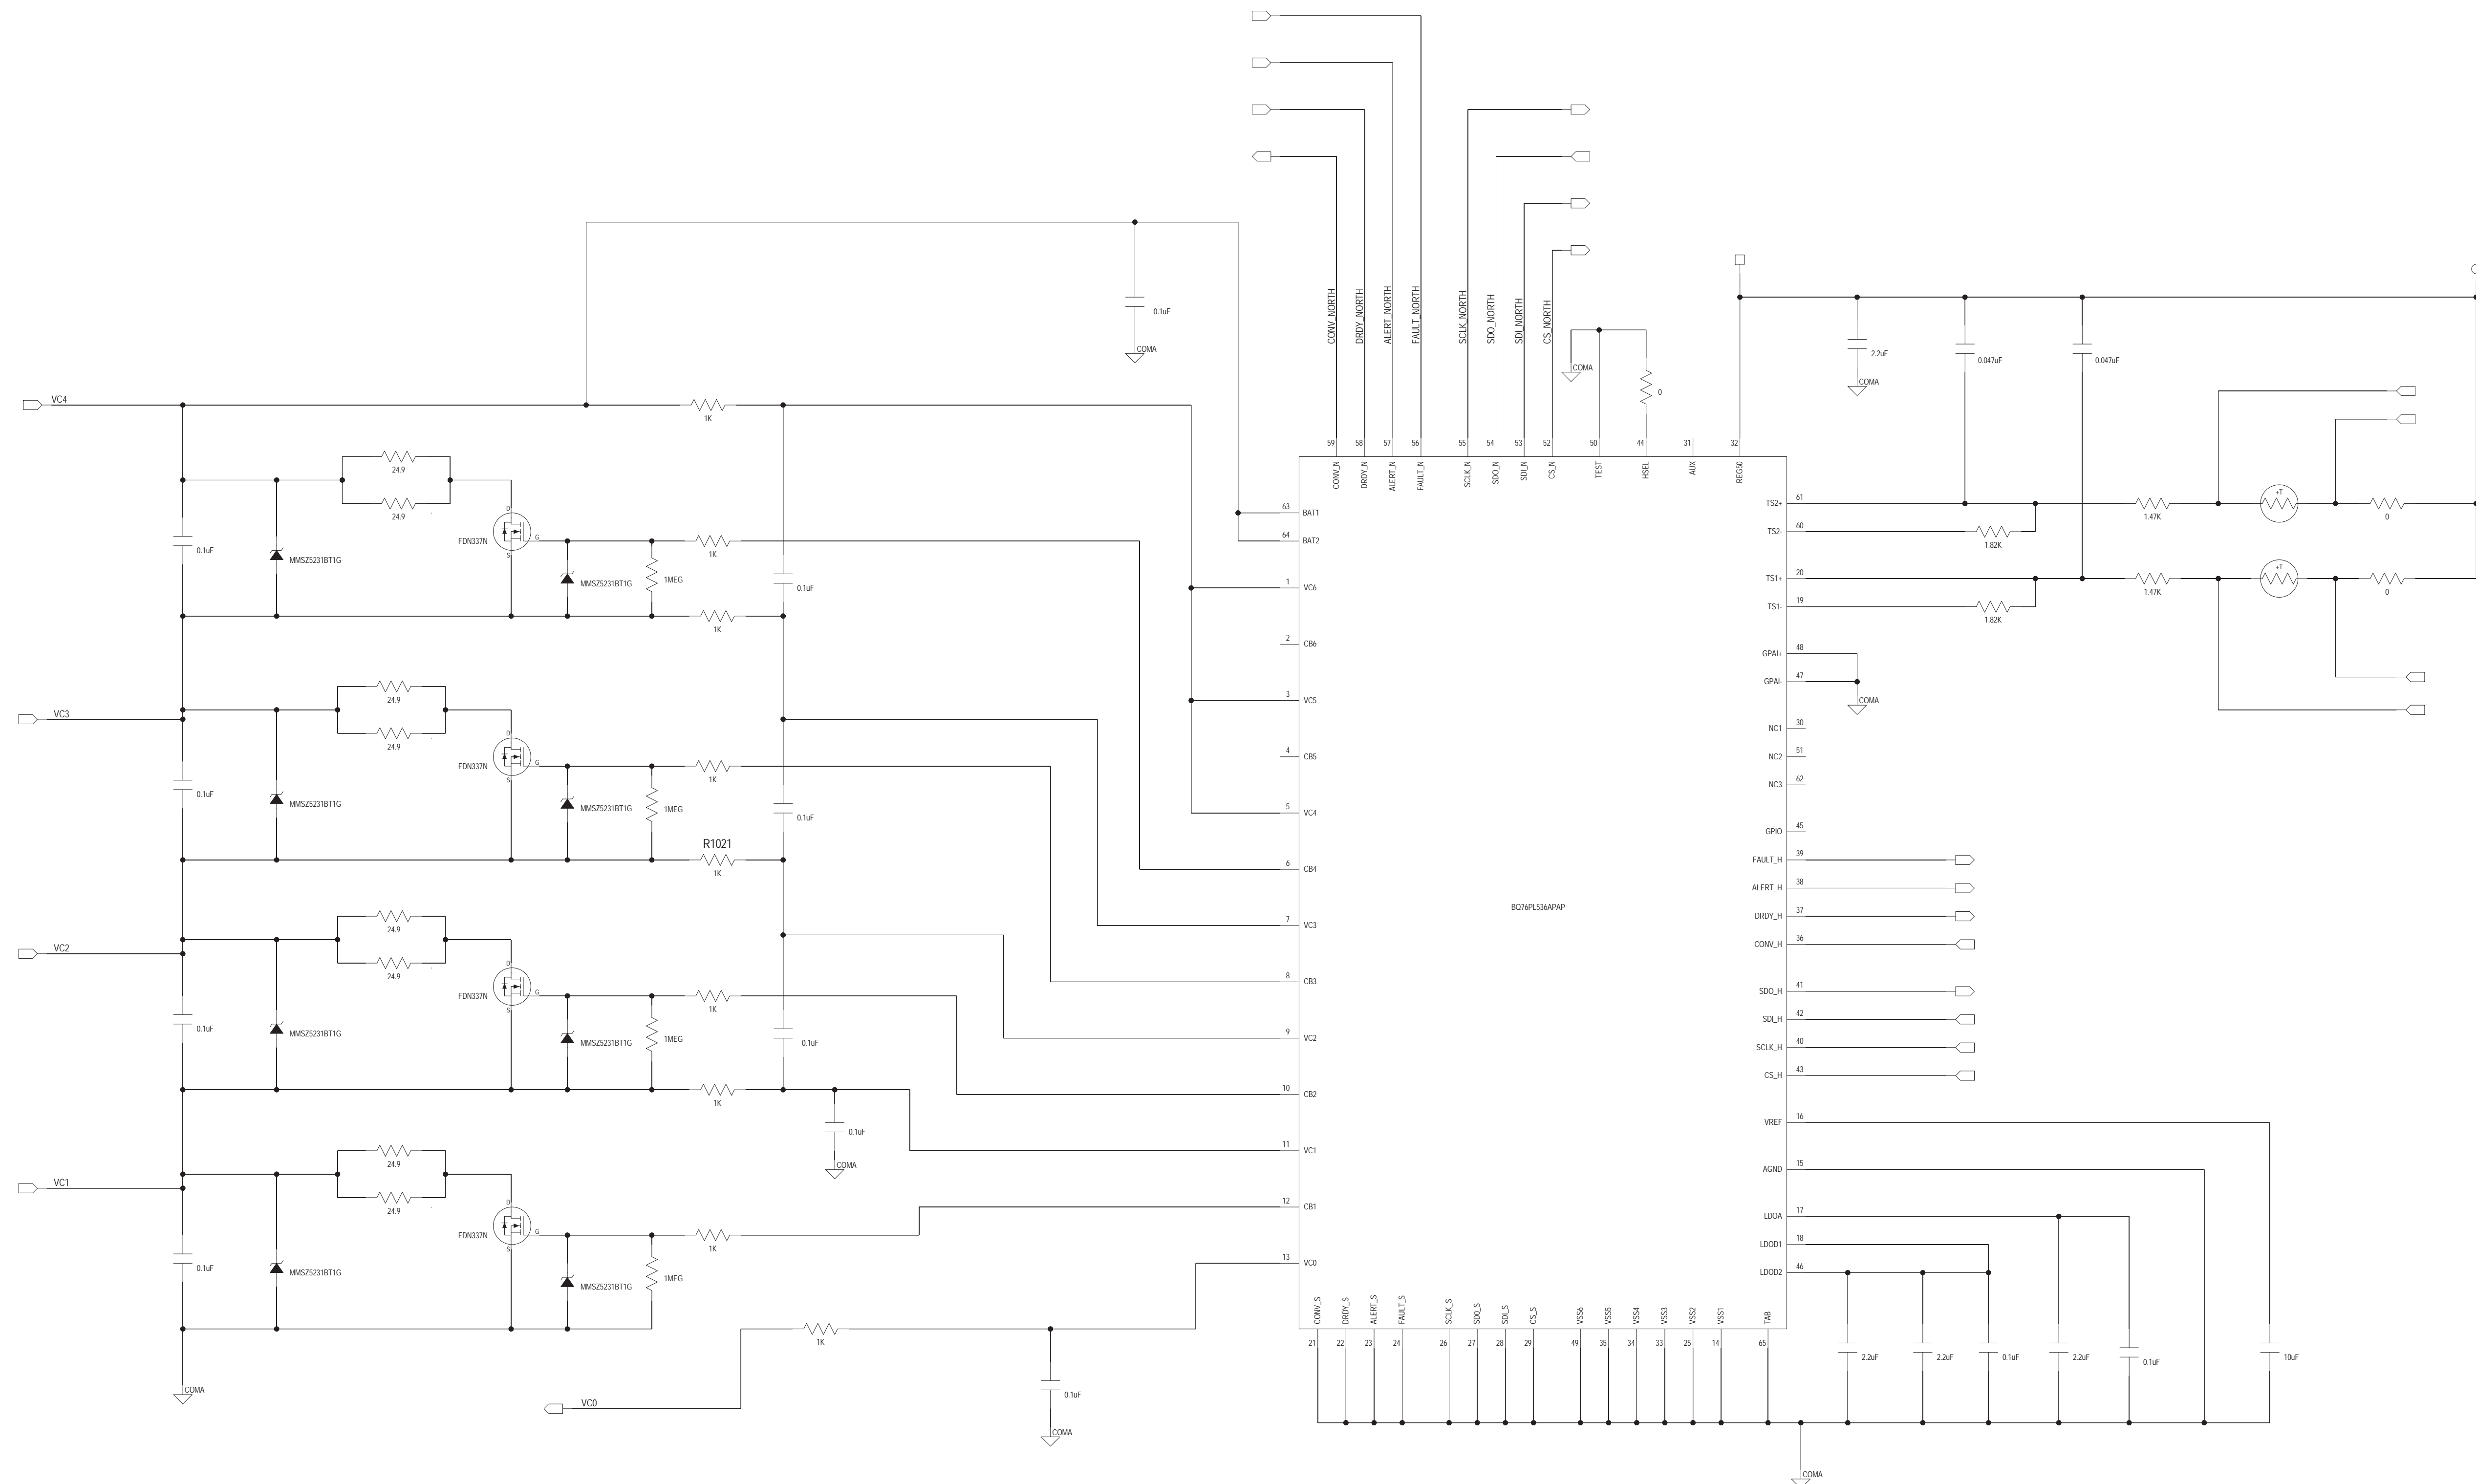 CONV_NORTH
DRDY_NORTH
ALERT_NORTH
FAULT_NORTH
SCLK_NORTH
SDO_NORTH
SDI_NORTH
CS_NORTH
0.1uF
COMA
COMA
0
2.2uF
COMA
0.047uF
0.047uF
VC4
1K
24.9
24.9
D
G
S
FDN337N
0.1uF
MMSZ5231BT1G
MMSZ5231BT1G
1MEG
1K
0.1uF
1K
VC3
24.9
24.9
D
G
S
FDN337N
0.1uF
MMSZ5231BT1G
MMSZ5231BT1G
1MEG
1K
0.1uF
R1021
1K
VC2
24.9
24.9
D
G
S
FDN337N
0.1uF
MMSZ5231BT1G
MMSZ5231BT1G
1MEG
1K
0.1uF
1K
0.1uF
COMA
VC1
24.9
24.9
D
G
S
FDN337N
0.1uF
MMSZ5231BT1G
MMSZ5231BT1G
1MEG
1K
COMA
VC0
1K
0.1uF
COMA
59 CONV_N
58 DRDY_N
57 ALERT_N
56 FAULT_N
55 SCLK_N
54 SDO_N
53 SDI_N
52 CS_N
50 TEST
44 HSEL
31 AUX
32 REG50
63 BAT1
64 BAT2
1 VC6
2 CB6
3 VC5
4 CB5
5 VC4
6 CB4
7 VC3
8 CB3
9 VC2
10 CB2
11 VC1
12 CB1
13 VC0
BQ76PL536APAP
TS2+ 61
TS2- 60
TS1+ 20
TS1- 19
GPAI+ 48
GPAI- 47
NC1 30
NC2 51
NC3 62
GPIO 45
FAULT_H 39
ALERT_H 38
DRDY_H 37
CONV_H 36
SDO_H 41
SDI_H 42
SCLK_H 40
CS_H 43
VREF 16
AGND 15
LDOA 17
LDOD1 18
LDOD2 46
CONV_S 21
DRDY_S 22
ALERT_S 23
FAULT_S 24
SCLK_S 26
SDO_S 27
SDI_S 28
CS_S 29
VSS6 49
VSS5 35
VSS4 34
VSS3 33
VSS2 25
VSS1 14
TAB 65
1.47K
+T
0
1.82K
1.47K
+T
0
1.82K
COMA
2.2uF
2.2uF
0.1uF
2.2uF
0.1uF
10uF
COMA